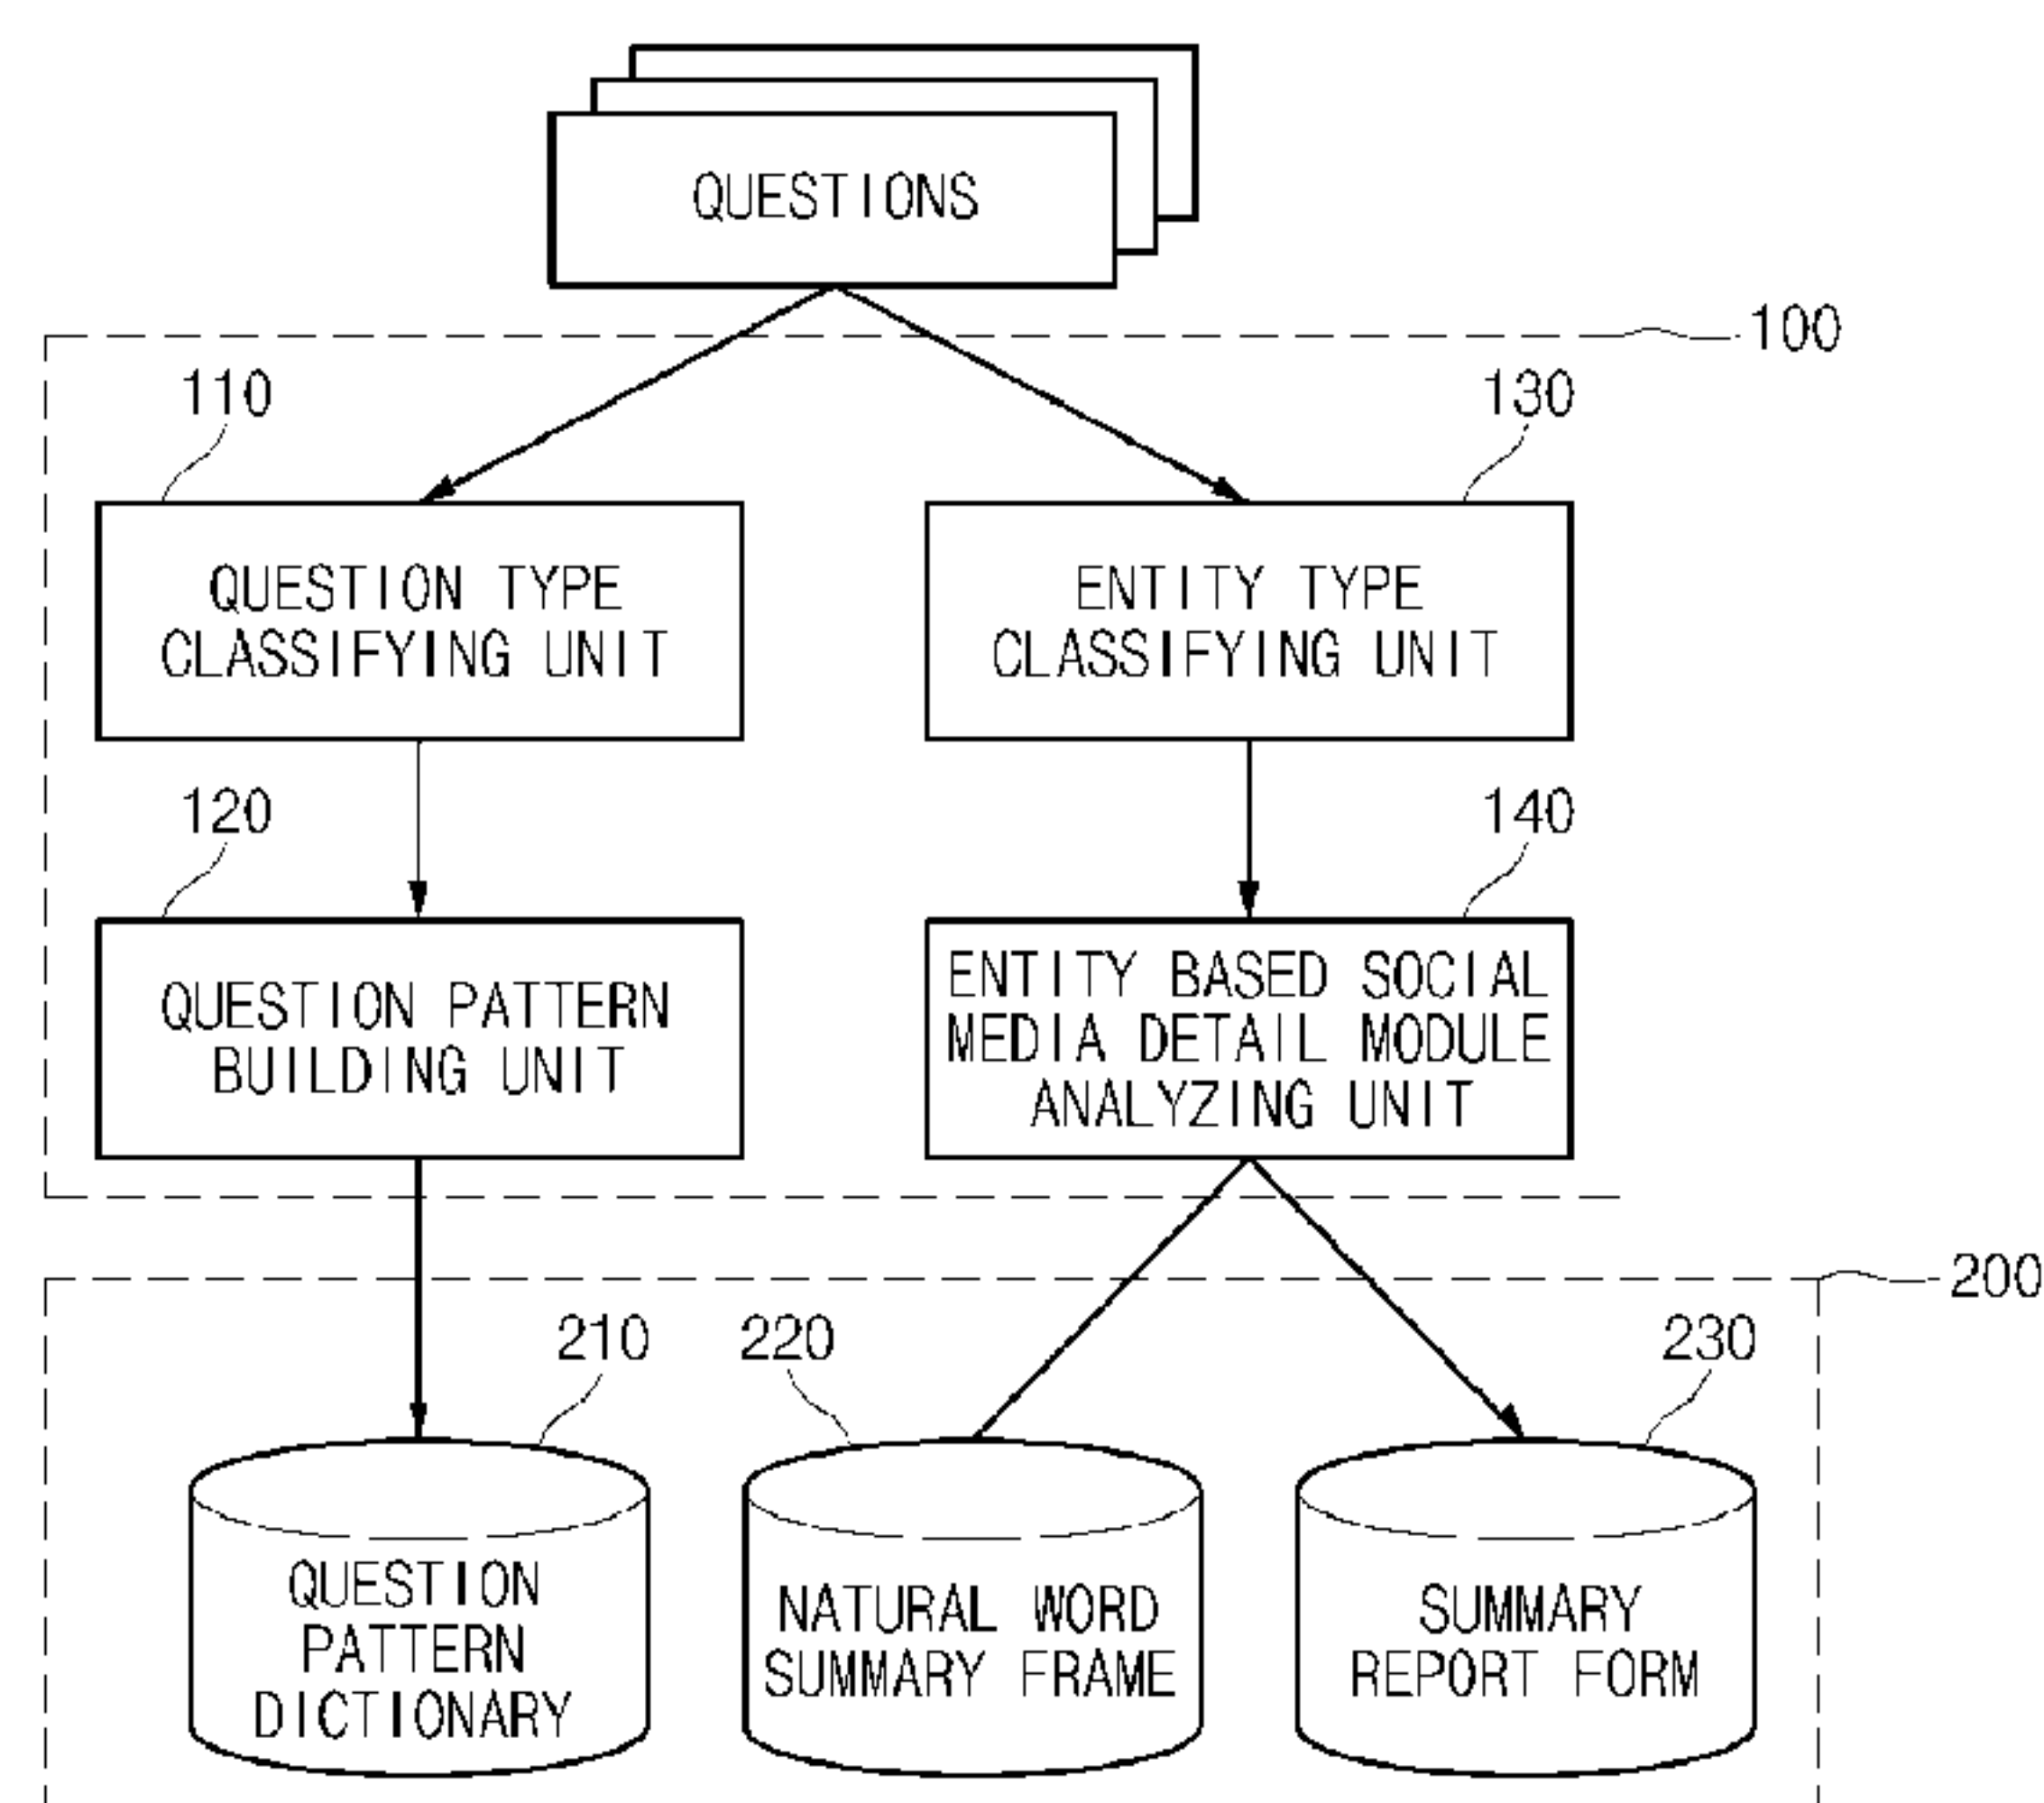 QUESTIONS
100
110
130
QUESTION TYPE
CLASSIFYING UNIT
ENTITY TYPE
CLASSIFYING UNIT
120
140
QUESTION PATTERN
BUILDING UNIT
ENTITY BASED SOCIAL
MEDIA DETAIL MODULE
ANALYZING UNIT
200
210
220
230
QUESTION
PATTERN
DICTIONARY
NATURAL WORD
SUMMARY FRAME
SUMMARY
REPORT FORM